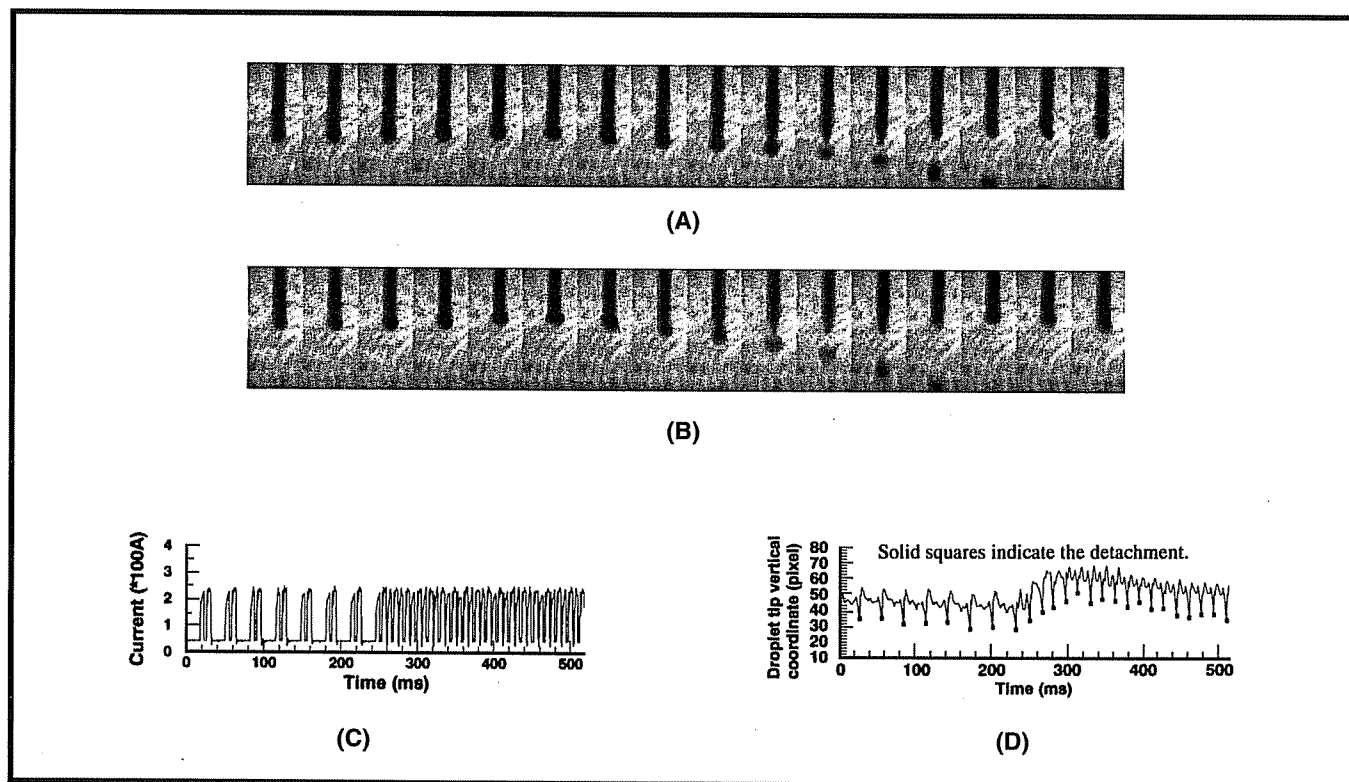 (A)
(B)
Current (*100A)
4
3
2
1
0
0 100 200 300 400 500
Time (ms)
(C)
Droplet tip vertical
coordinate (pixel)
Solid squares indicate the detachment.
80
70
60
50
40
30
20
10
0 100 200 300 400 500
Time (ms)
(D)